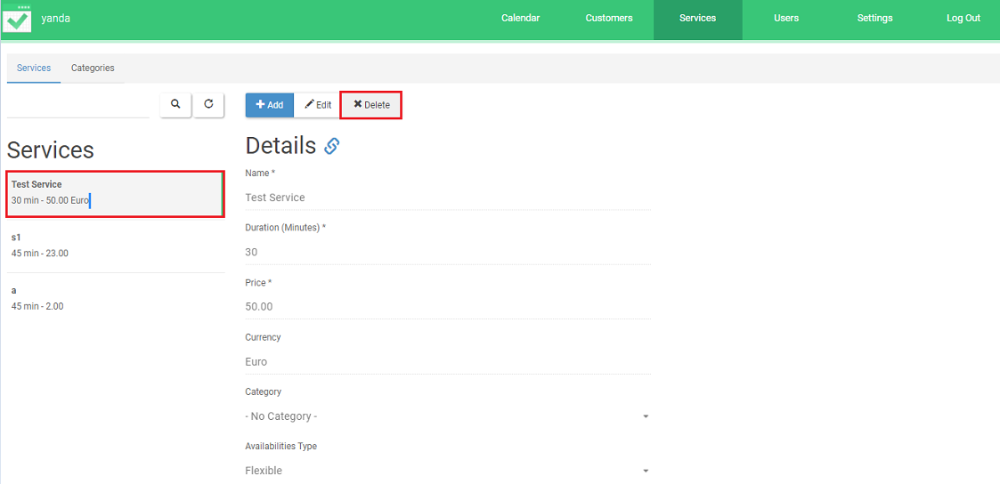 yanda
Calendar
Customers
Services
Users
Settings
Log Out
Services
Categories
Add
Edit
Delete
Services
Test Service
30 min - 50.00 Euro
s1
45 min - 23.00
a
45 min - 2.00
Details
Name *
Test Service
Duration (Minutes) *
30
Price *
50.00
Currency
Euro
Category
- No Category -
Availabilities Type
Flexible